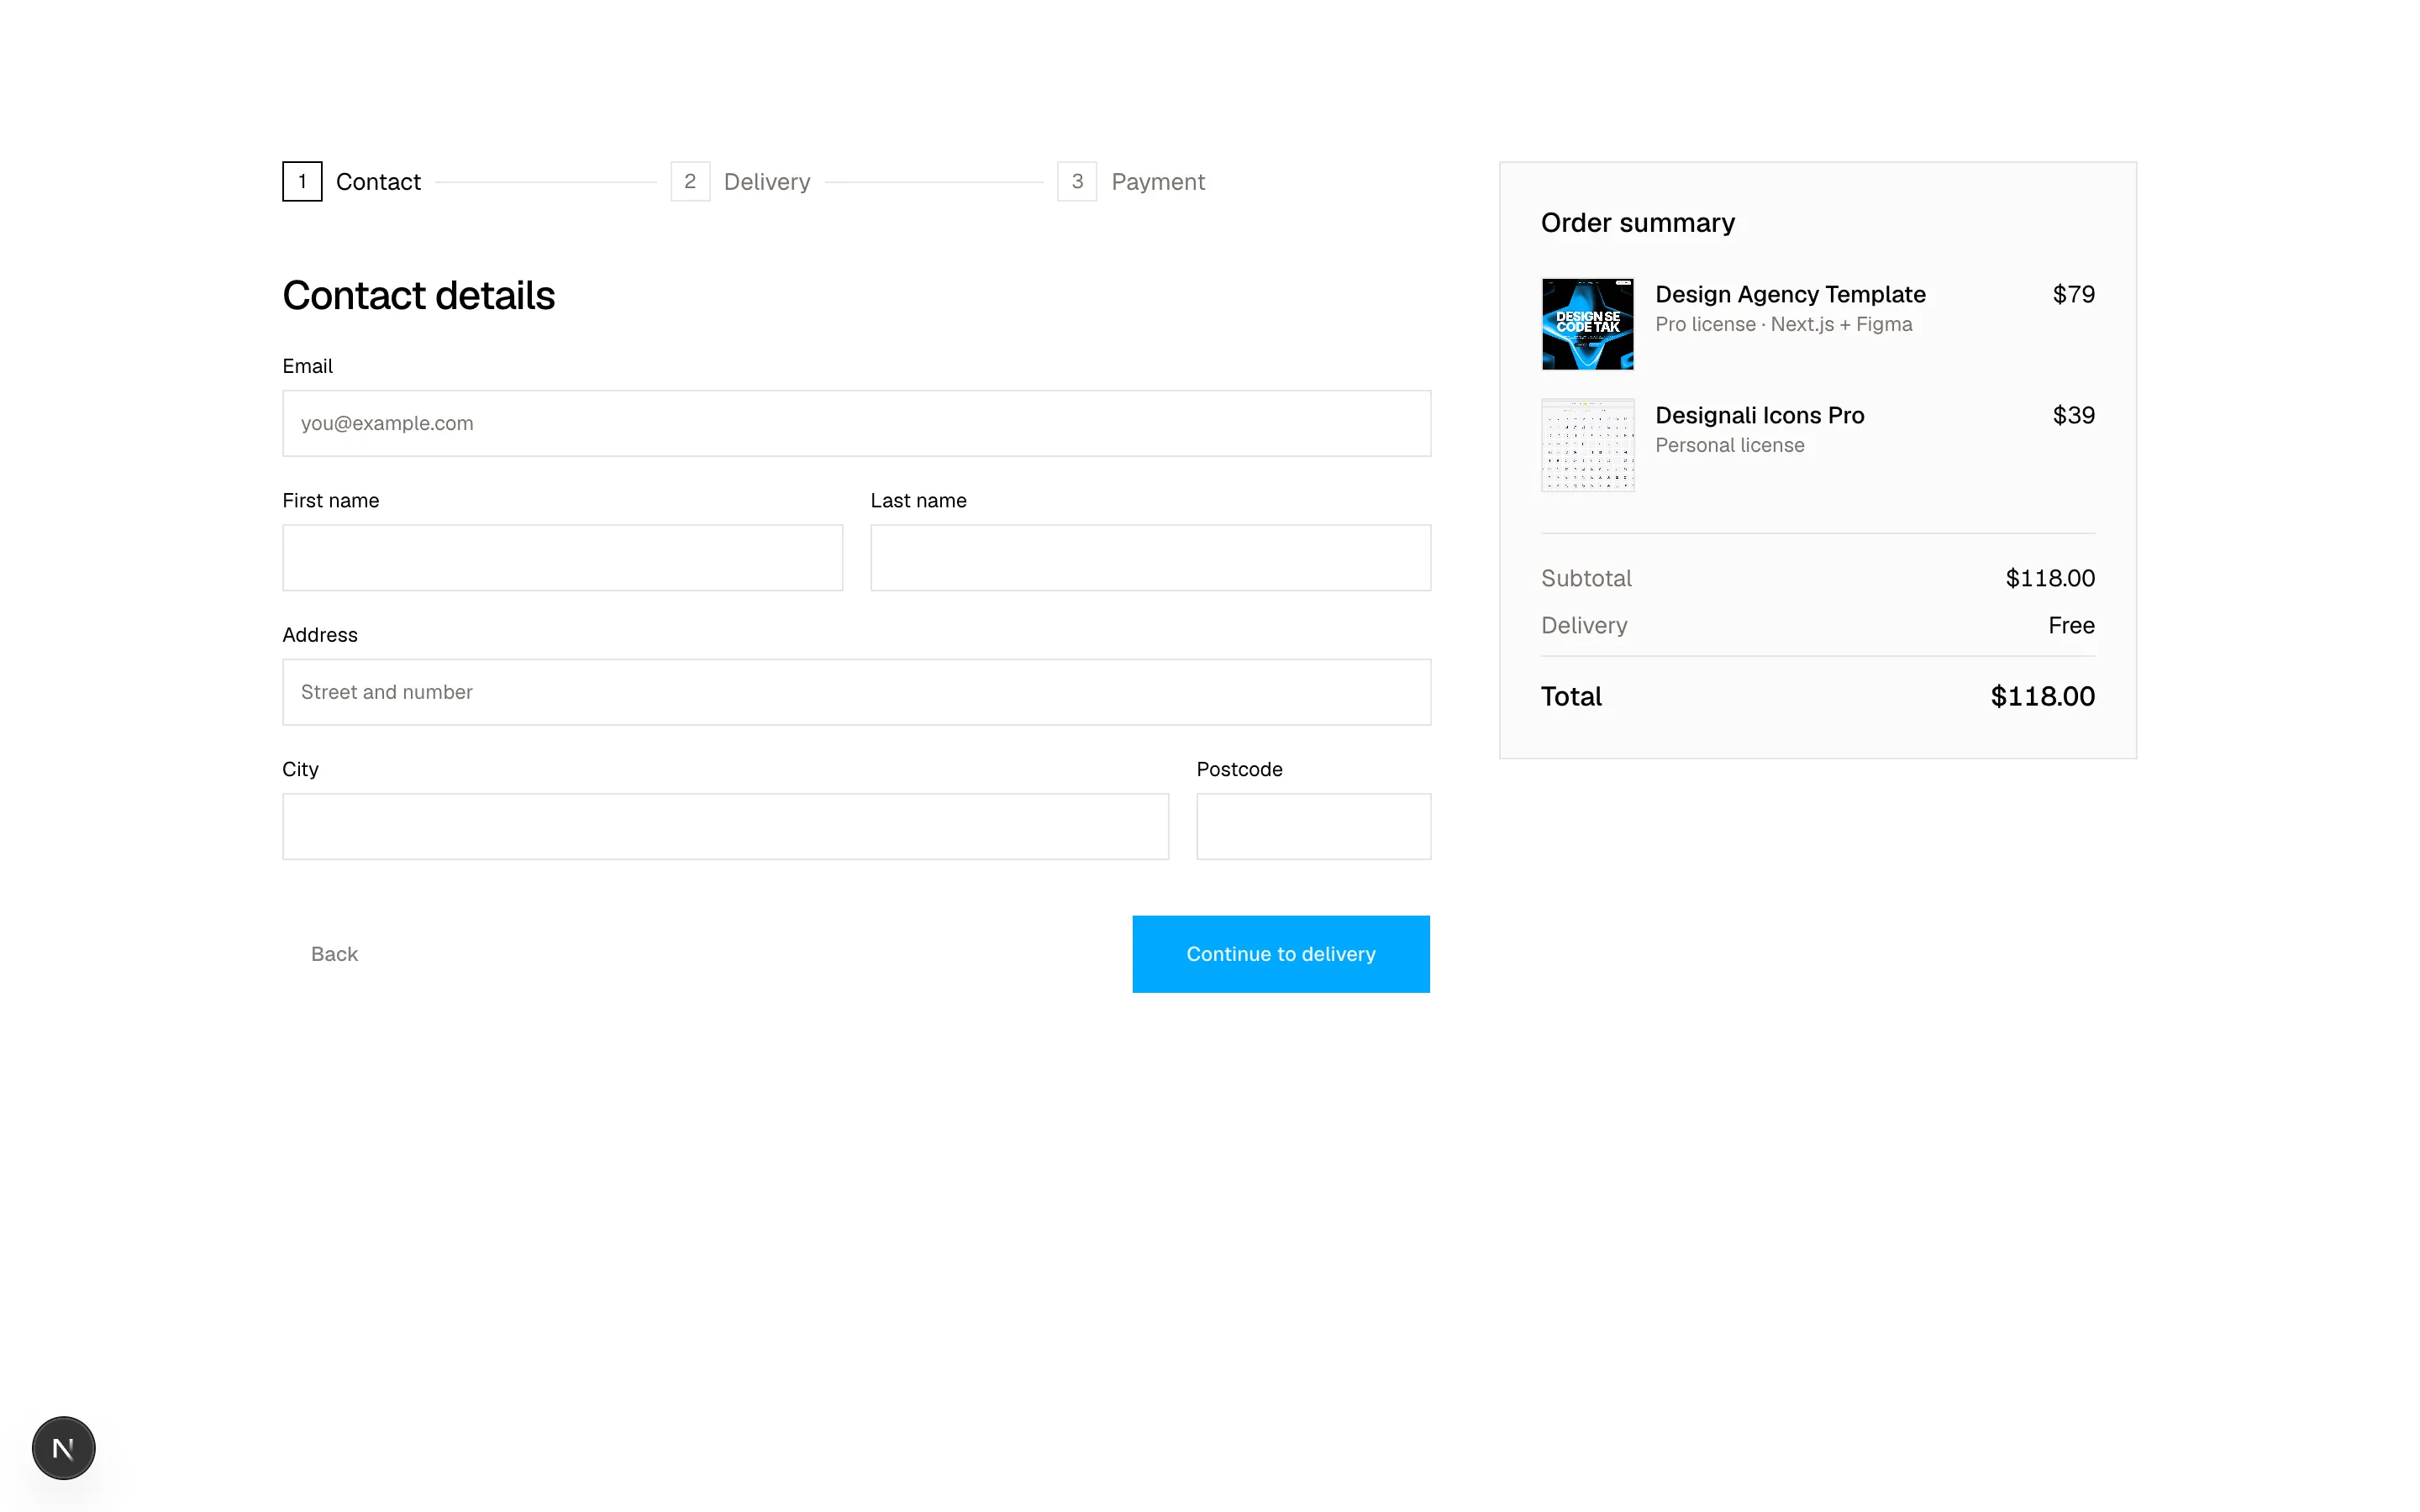 1 Contact
2 Delivery
3 Payment
Contact details
Email
you@example.com
First name
Last name
Address
Street and number
City
Postcode
Back
Continue to delivery
Order summary
DESIGN SE
CODE TAK
Design Agency Template
$79
Pro license · Next.js + Figma
Designali Icons Pro
$39
Personal license
Subtotal
$118.00
Delivery
Free
Total
$118.00
N